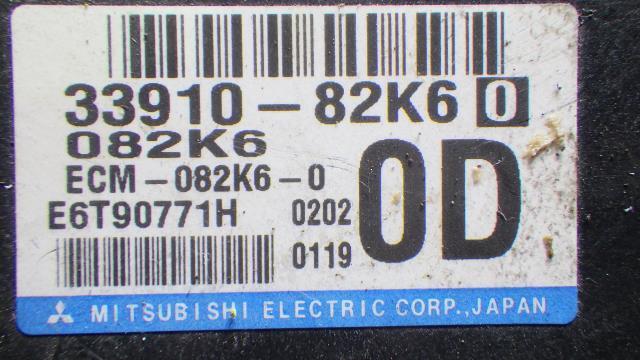 33910-82K6 0
082K6
ECM-082K6-0
E6T90771H 0202
0119
0D
MITSUBISHI ELECTRIC CORP., JAPAN